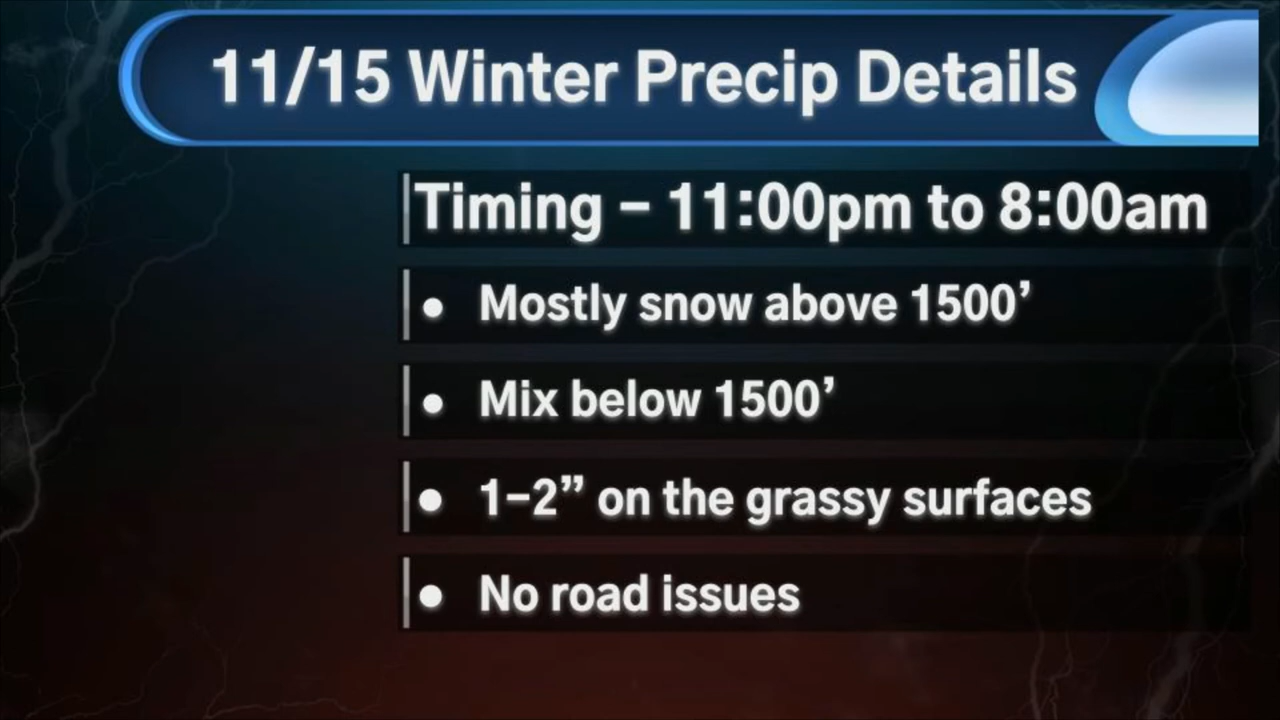 11/15 Winter Precip Details
Timing – 11:00pm to 8:00am
● Mostly snow above 1500’
● Mix below 1500’
● 1–2” on the grassy surfaces
● No road issues